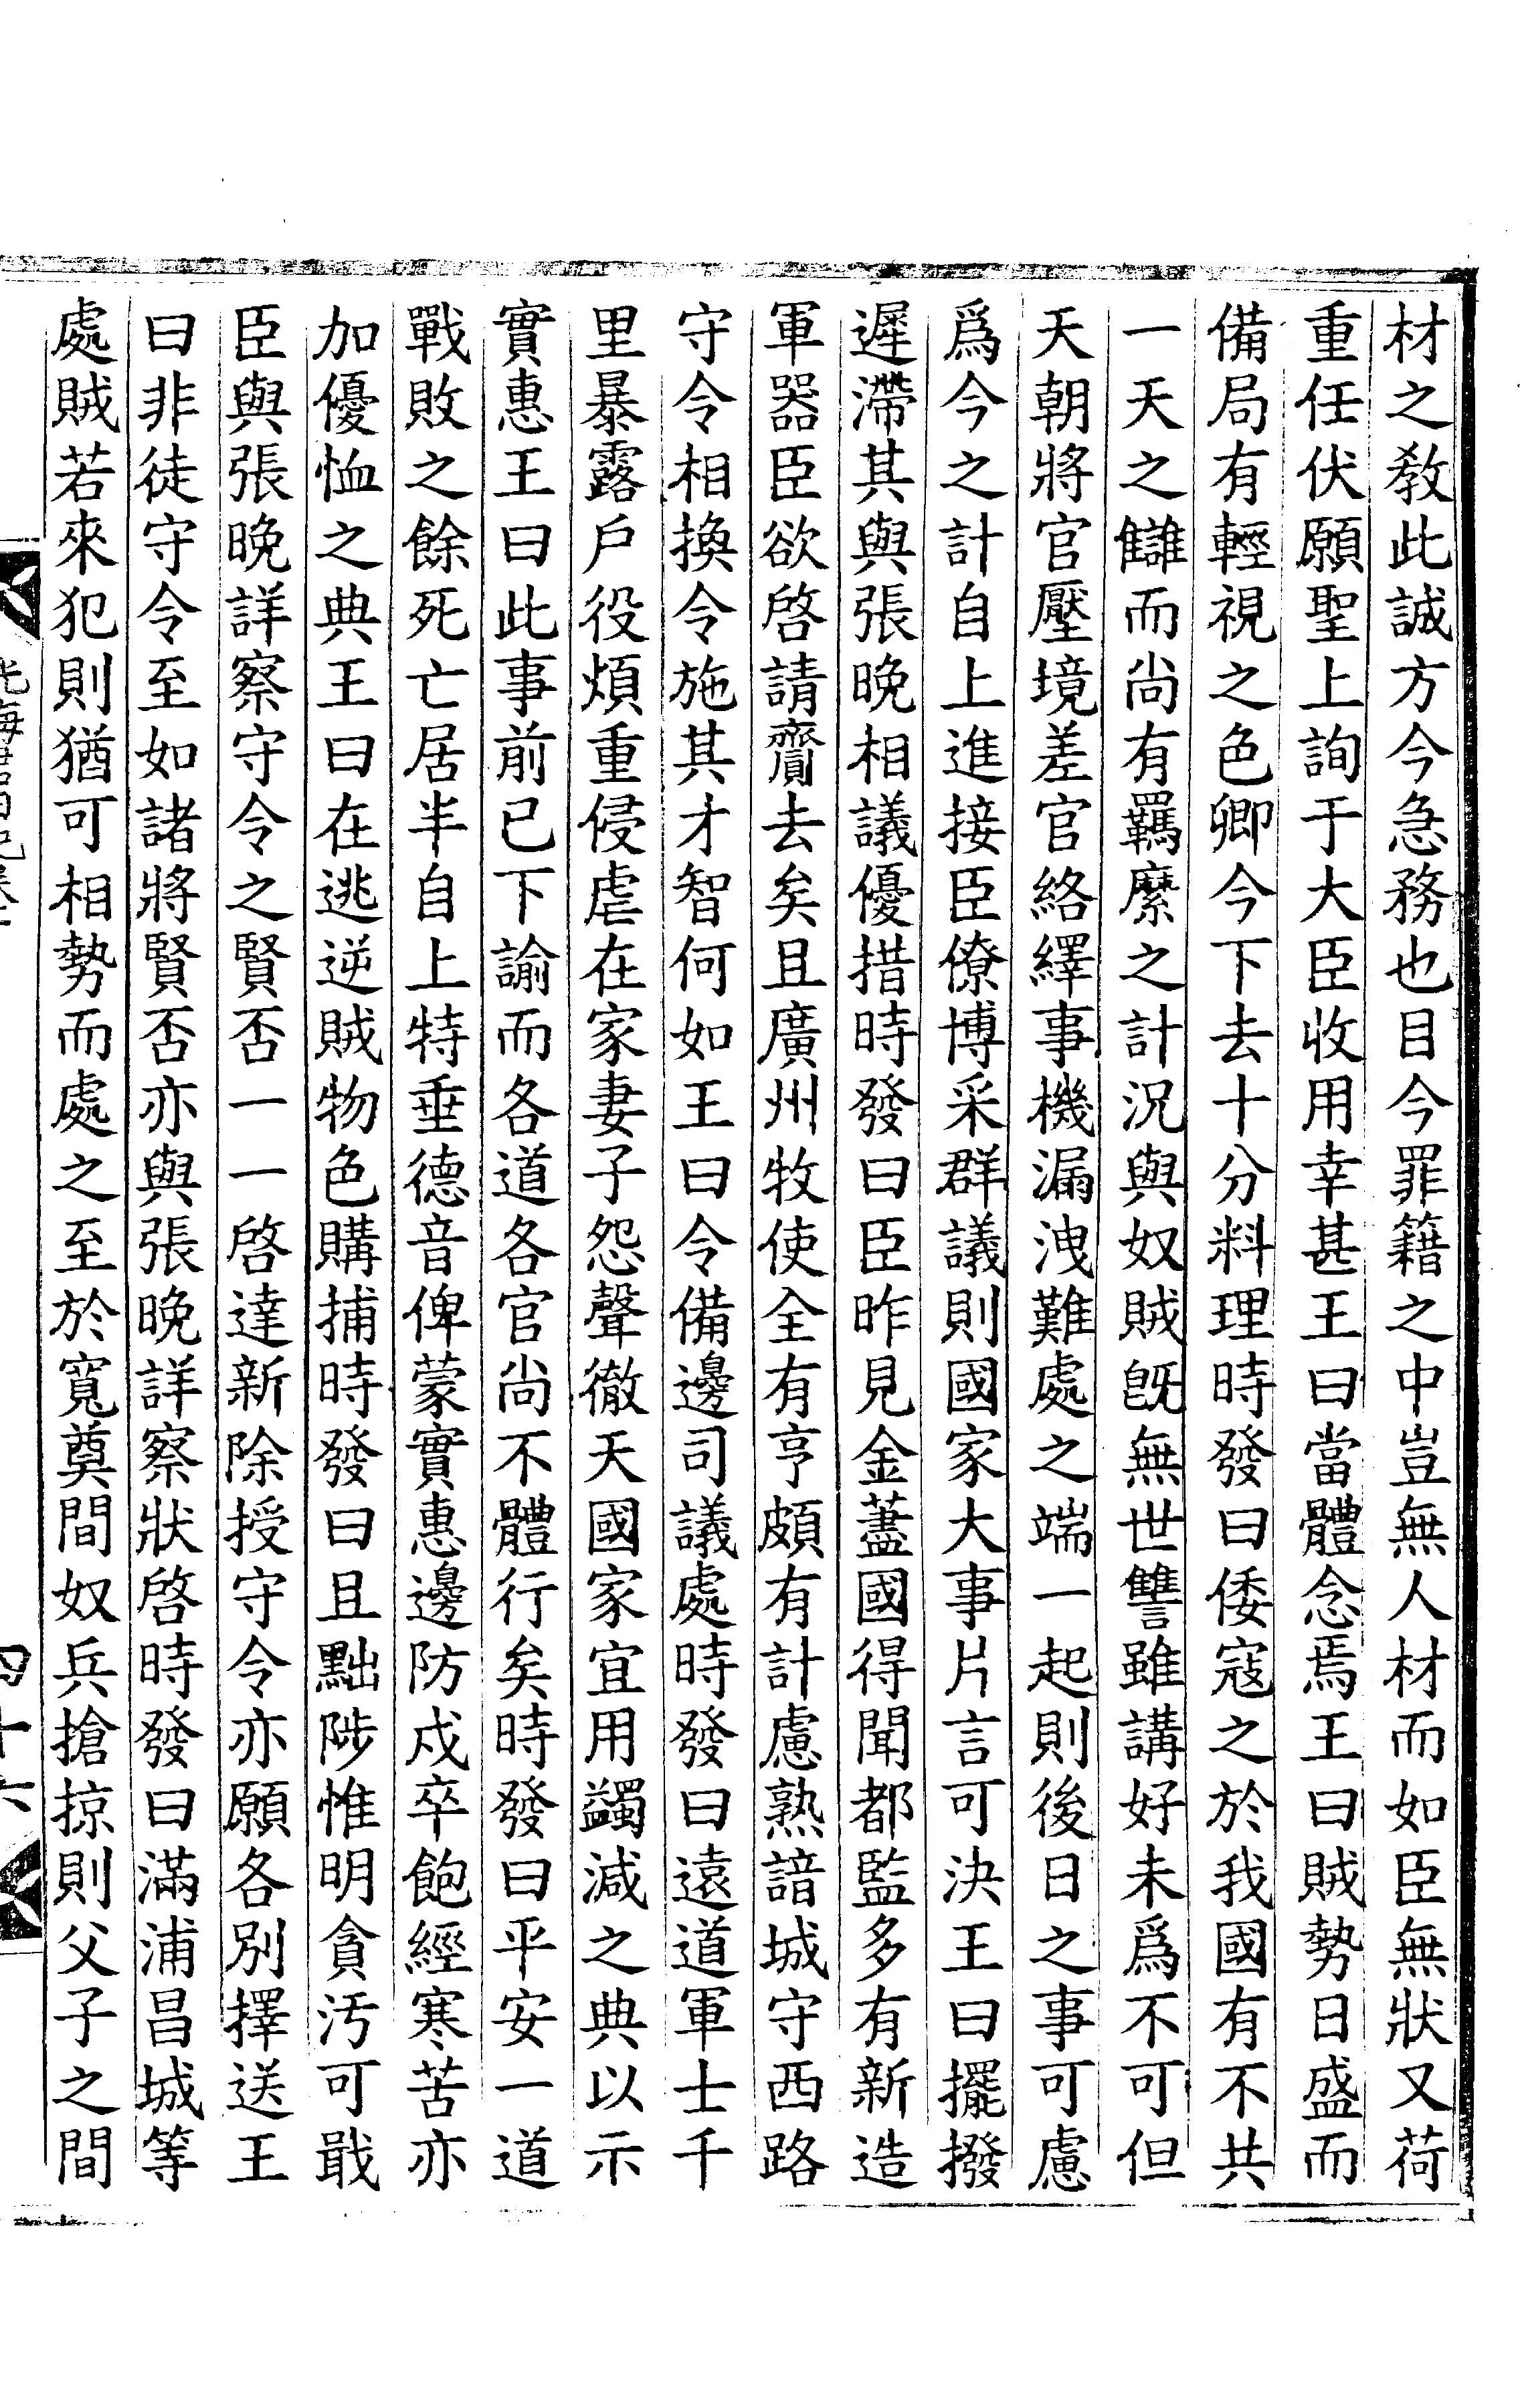 材之敎此誠方今急務也目今罪籍之中豈無人材而如臣無狀又荷
重任伏願聖上詢于大臣收用幸甚王曰當體念焉王曰賊勢日盛而
備局有輕視之色卿今下去十分料理時發曰倭寇之於我國有不共
一天之讎而尚有羈縻之計況與奴賊旣無世讐雖講好未爲不可但
天朝將官壓境差官絡繹事機漏洩難處之端一起則後日之事可慮
爲今之計自上進接臣僚博采群議則國家大事片言可決王曰擺撥
遲滯其與張晩相議優措時發曰臣昨見金藎國得聞都監多有新造
軍器臣欲啓請齎去矣且廣州牧使全有亨頗有計慮熟諳城守西路
守令相換令施其才智何如王曰令備邊司議處時發曰遠道軍士千
里暴露戶役煩重侵虐在家妻子怨聲徹天國家宜用蠲減之典以示
實惠王曰此事前已下諭而各道各官尚不體行矣時發曰平安一道
戰敗之餘死亡居半自上特垂德音俾蒙實惠邊防戍卒飽經寒苦亦
加優恤之典王曰在逃逆賊物色購捕時發曰且黜陟惟明貪汚可戢
臣與張晩詳察守令之賢否一一啓達新除授守令亦願各別擇送王
曰非徒守令至如諸將賢否亦與張晩詳察狀啓時發曰滿浦昌城等
處賊若來犯則猶可相勢而處之至於寬奠間奴兵搶掠則父子之間
四十六